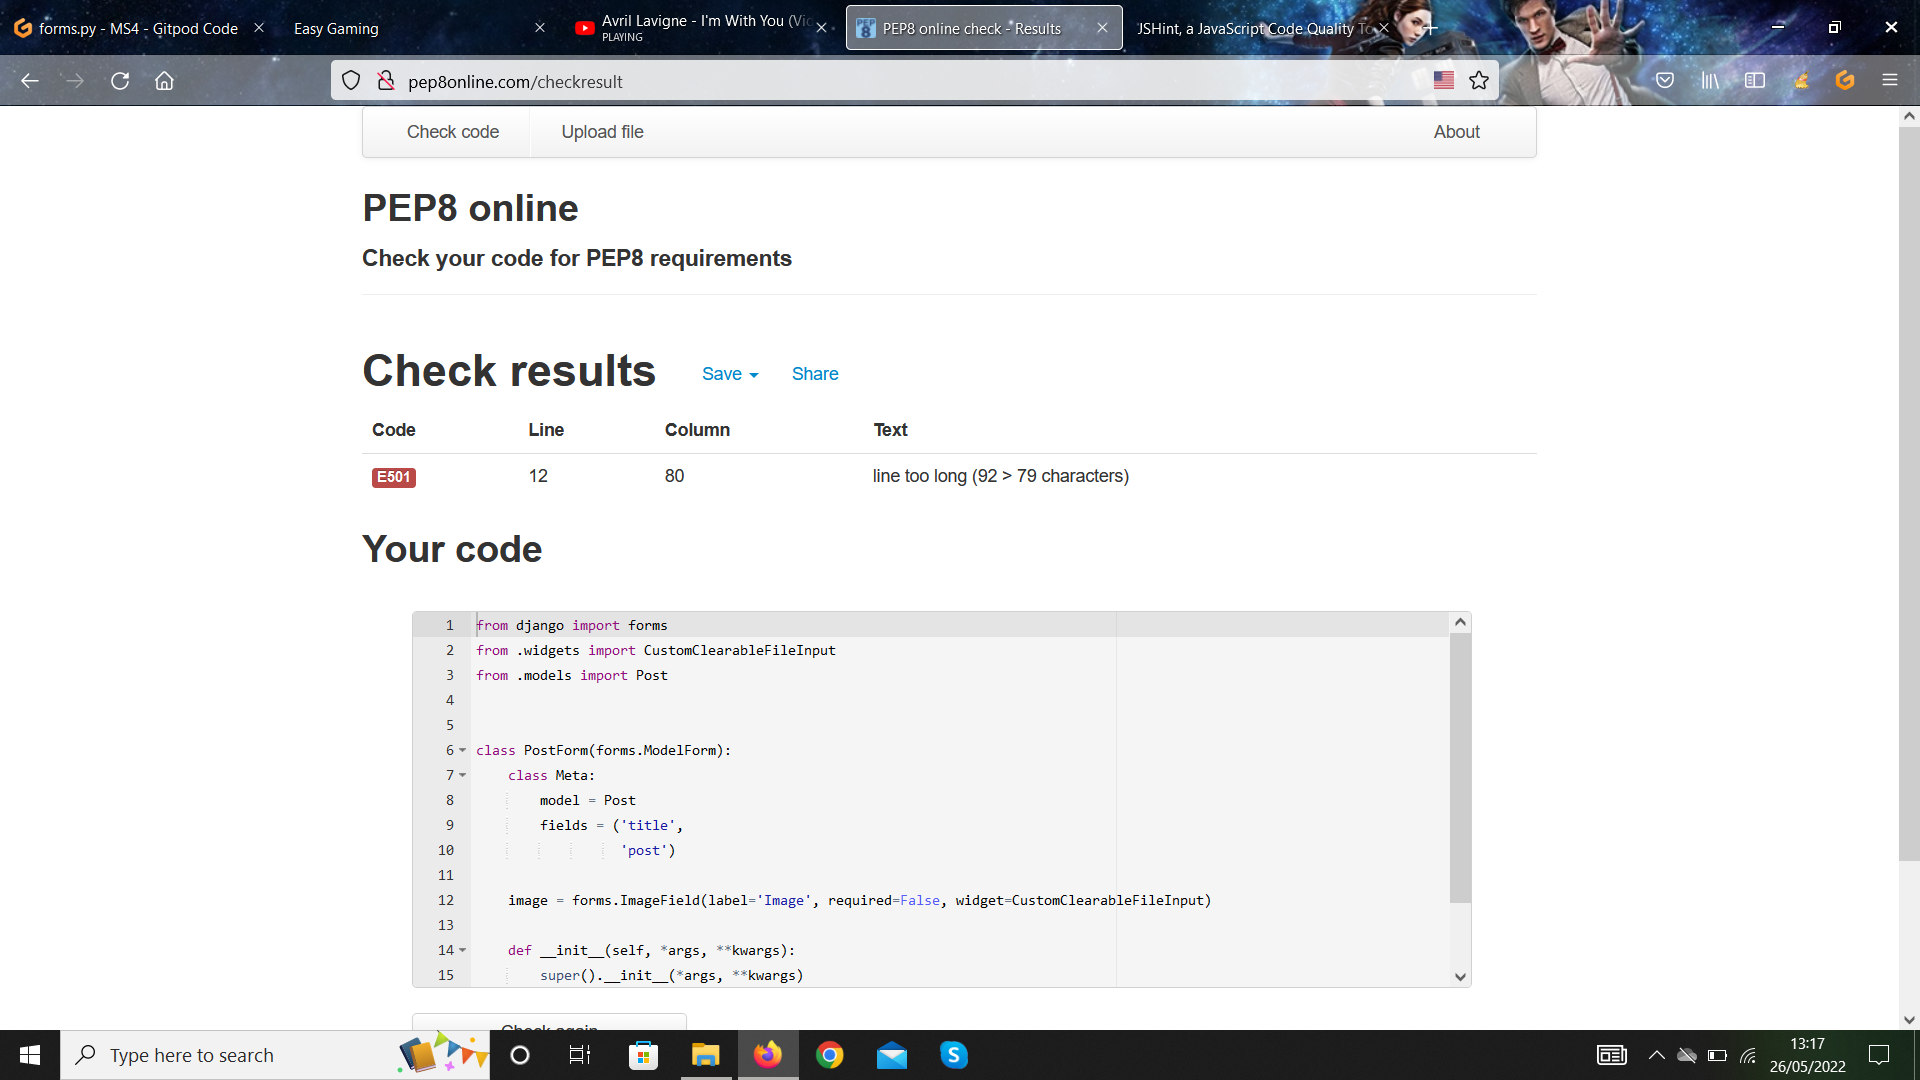 forms.py - MS4 - Gitpod Code
Easy Gaming
Avril Lavigne - I'm With You (Vi
PLAYING
PEP8 online check - Results
JSHint, a JavaScript Code Quality To
pep8online.com/checkresult
Check code
Upload file
About
PEP8 online
Check your code for PEP8 requirements
Check results
Save
Share
Code Line Column Text
E501 12 80 line too long (92 > 79 characters)
Your code
1 from django import forms
2 from .widgets import CustomClearableFileInput
3 from .models import Post
4
5
6 class PostForm(forms.ModelForm):
7 class Meta:
8 model = Post
9 fields = ('title',
10 'post')
11
12 image = forms.ImageField(label='Image', required=False, widget=CustomClearableFileInput)
13
14 def __init__(self, *args, **kwargs):
15 super().__init__(*args, **kwargs)
Check again
Type here to search
13:17
26/05/2022